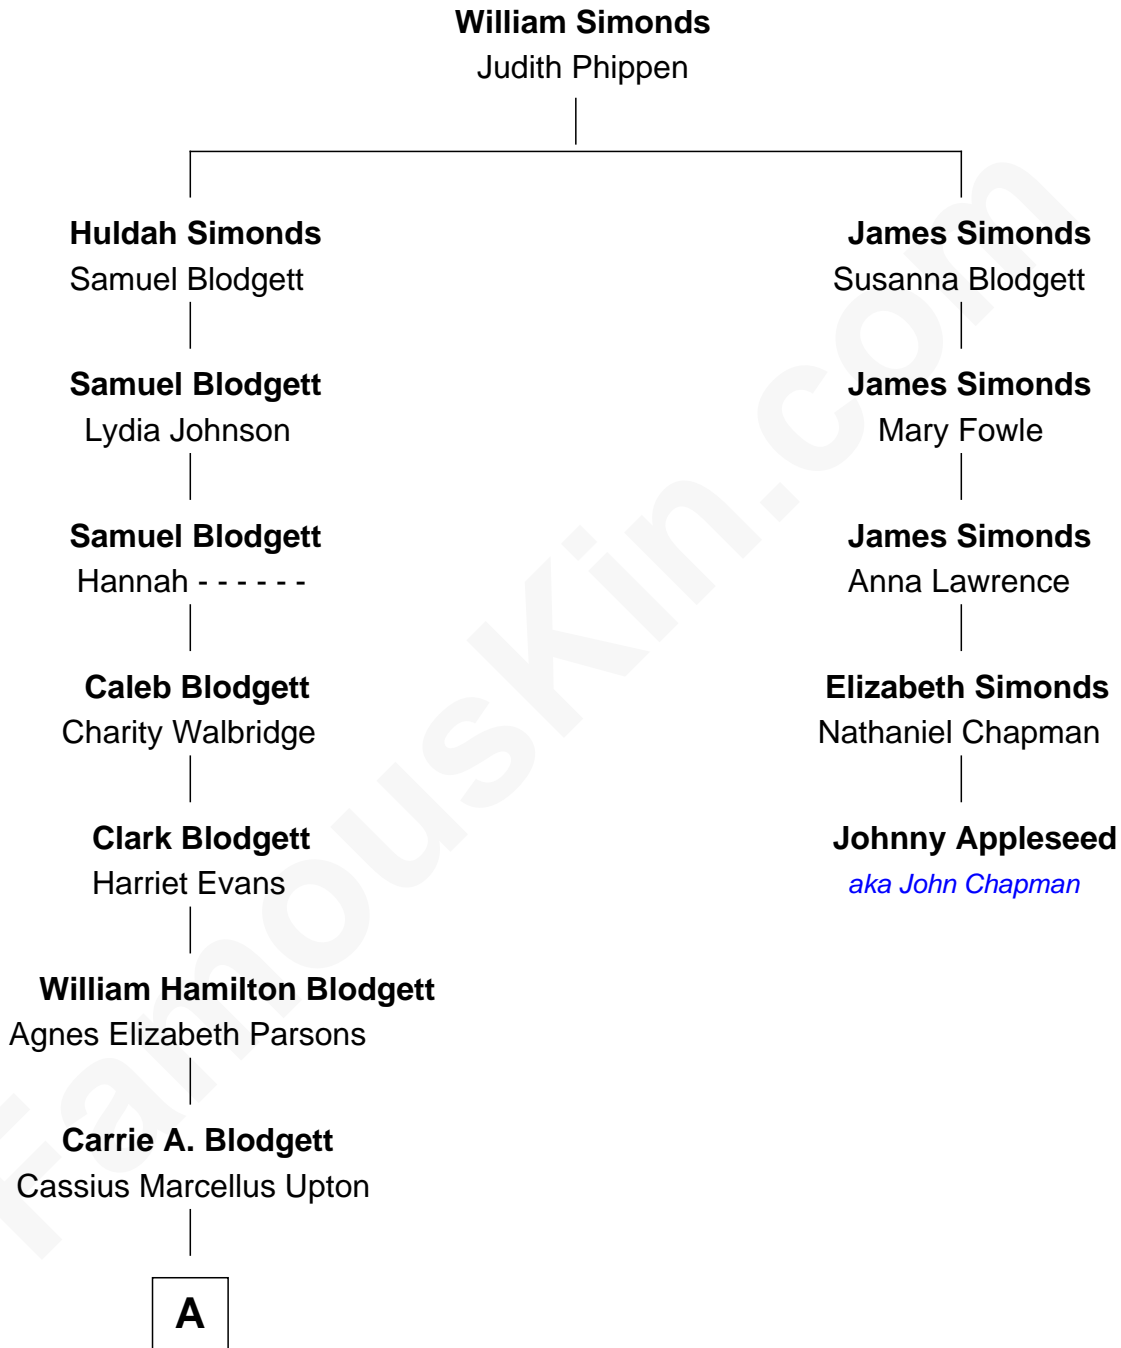 William Simonds
Judith Phippen
Huldah Simonds
Samuel Blodgett
James Simonds
Susanna Blodgett
Samuel Blodgett
Lydia Johnson
James Simonds
Mary Fowle
Samuel Blodgett
Hannah - - - - - -
James Simonds
Anna Lawrence
Caleb Blodgett
Charity Walbridge
Elizabeth Simonds
Nathaniel Chapman
Clark Blodgett
Harriet Evans
Johnny Appleseed
aka John Chapman
William Hamilton Blodgett
Agnes Elizabeth Parsons
Carrie A. Blodgett
Cassius Marcellus Upton
A
FamousKin.com